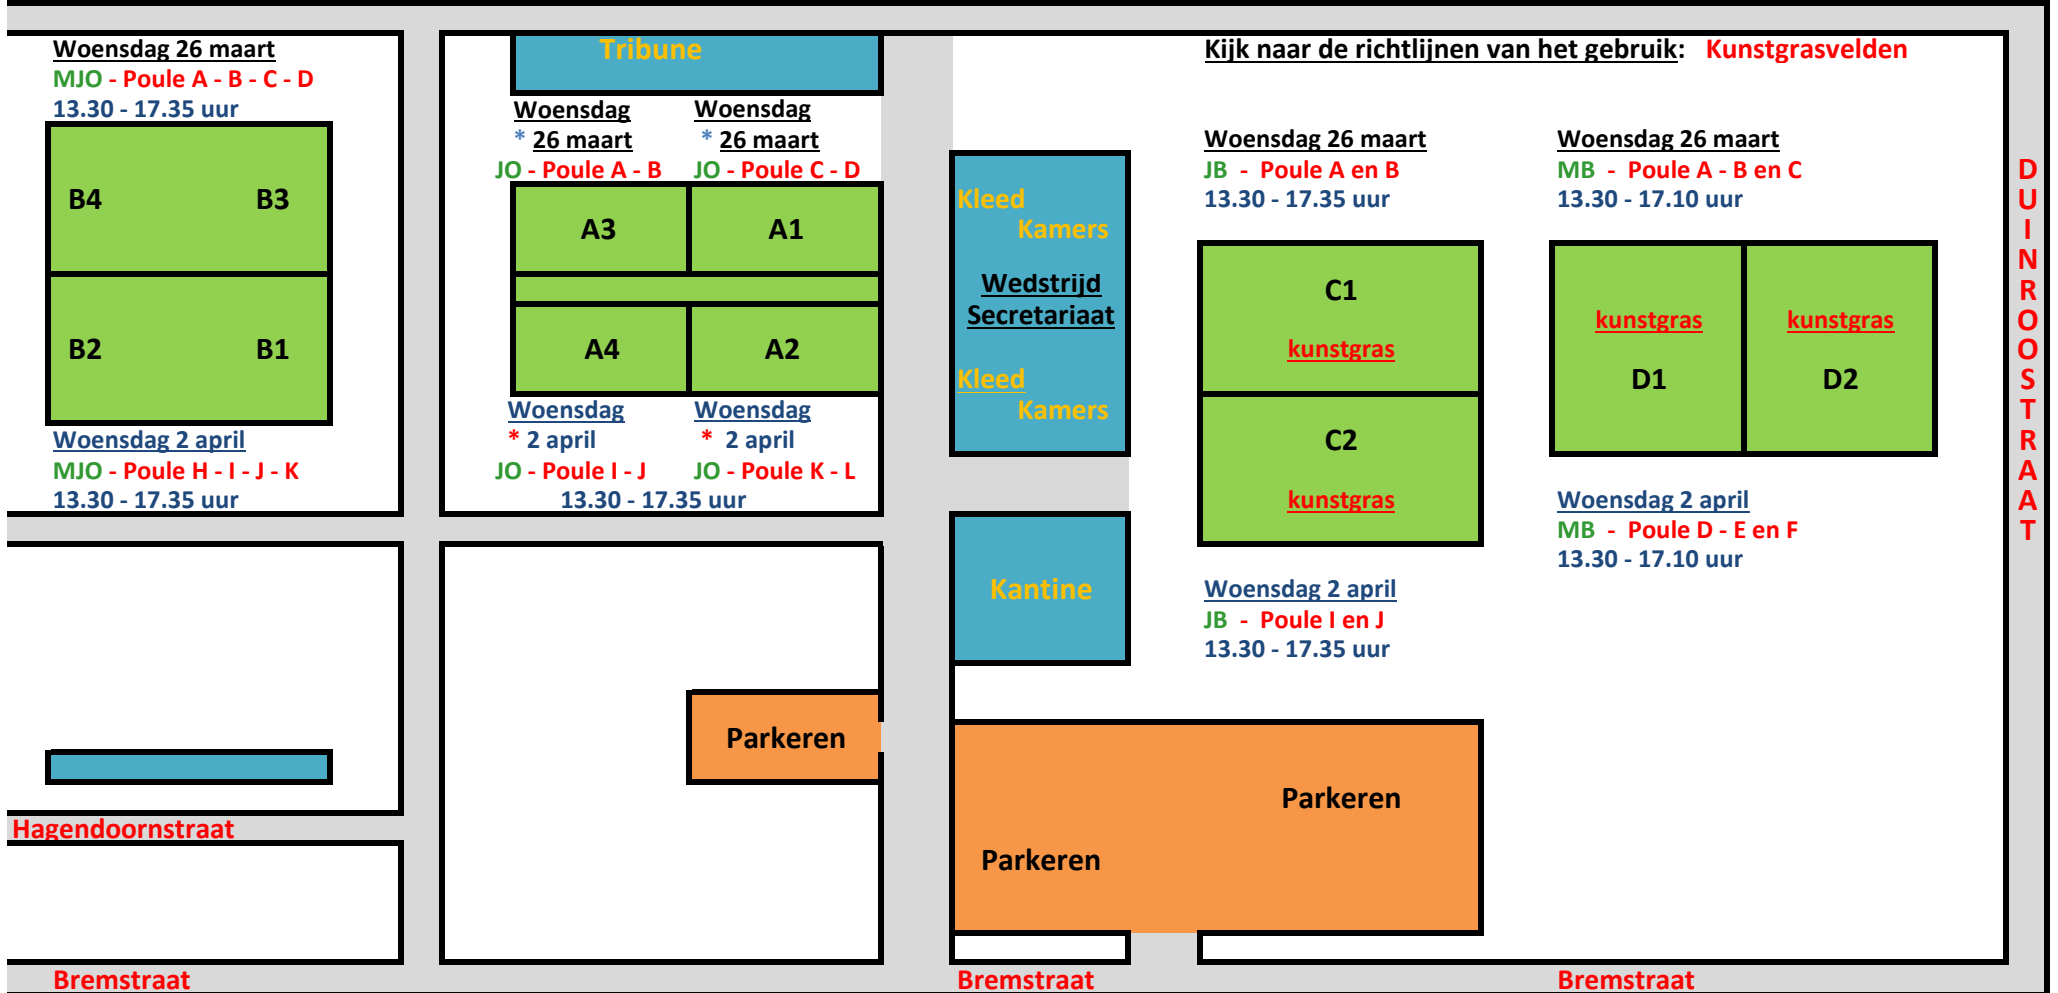 Woensdag 26 maart
MJO - Poule A - B - C - D
13.30 - 17.35 uur
B4 B3
B2 B1
Woensdag 2 april
MJO - Poule H - I - J - K
13.30 - 17.35 uur
Tribune
Woensdag Woensdag
* 26 maart * 26 maart
JO - Poule A - B JO - Poule C - D
A3 A1
A4 A2
Woensdag Woensdag
* 2 april * 2 april
JO - Poule I - J JO - Poule K - L
13.30 - 17.35 uur
Kleed
Kamers
Wedstrijd
Secretariaat
Kleed
Kamers
Kantine
Kijk naar de richtlijnen van het gebruik: Kunstgrasvelden
Woensdag 26 maart
JB - Poule A en B
13.30 - 17.35 uur
C1
kunstgras
C2
kunstgras
Woensdag 2 april
JB - Poule I en J
13.30 - 17.35 uur
Woensdag 26 maart
MB - Poule A - B en C
13.30 - 17.10 uur
kunstgras kunstgras
D1 D2
Woensdag 2 april
MB - Poule D - E en F
13.30 - 17.10 uur
DUINROOSTRAAT
Parkeren
Parkeren
Parkeren
Hagendoornstraat
Bremstraat Bremstraat Bremstraat